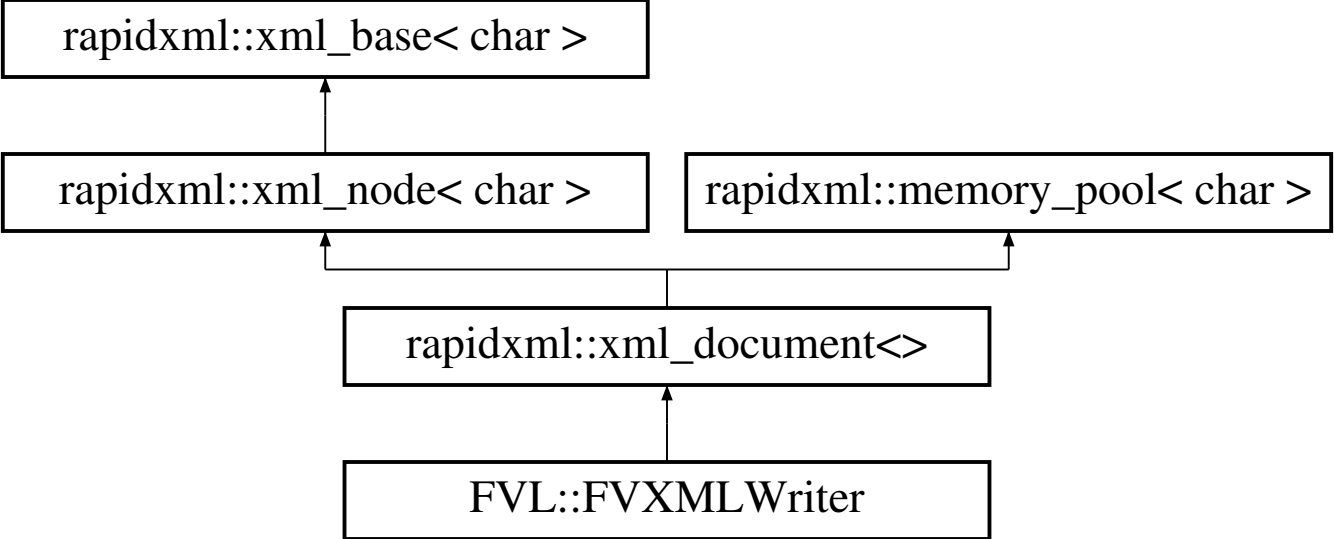 rapidxml::xml_base< char >
rapidxml::xml_node< char >
rapidxml::memory_pool< char >
rapidxml::xml_document<>
FVL::FVXMLWriter